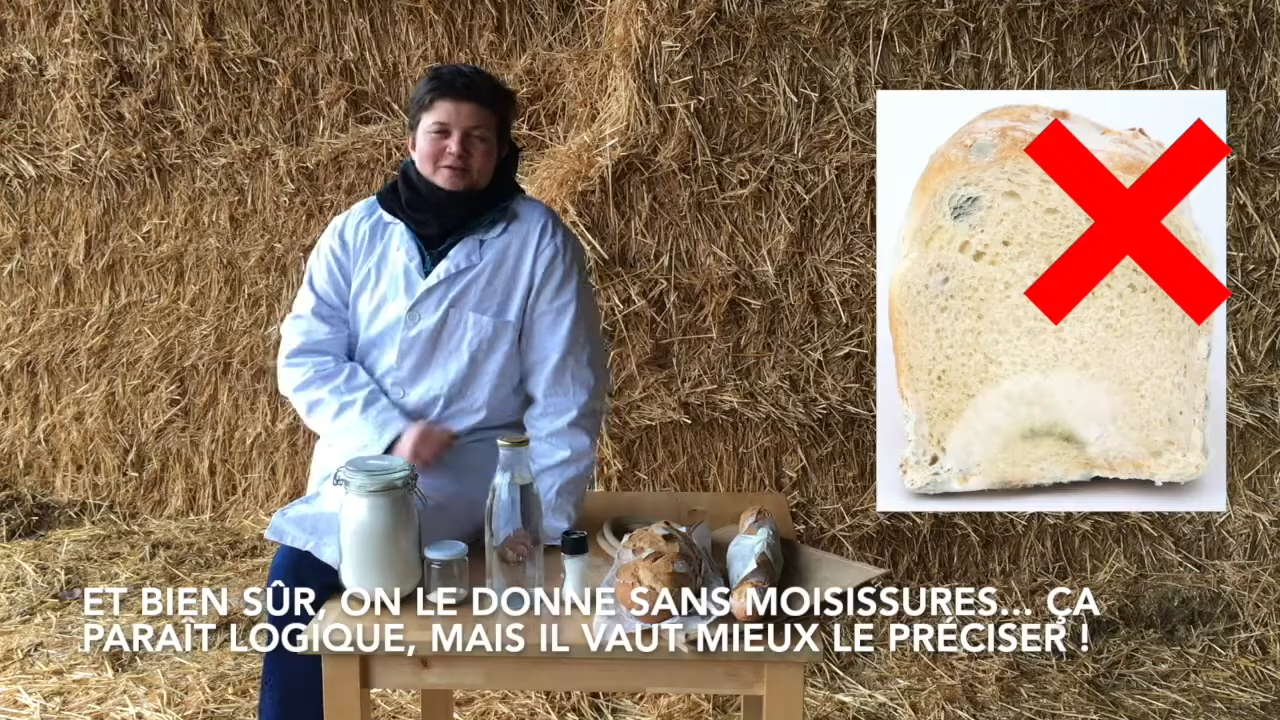 ET BIEN SÛR, ON LE DONNE SANS MOISISSURES... ÇA
PARAÎT LOGIQUE, MAIS IL VAUT MIEUX LE PRÉCISER !